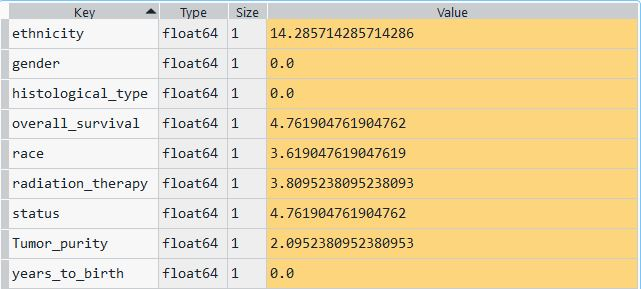 Key Type Size Value
ethnicity float64 1 14.285714285714286
gender float64 1 0.0
histological_type float64 1 0.0
overall_survival float64 1 4.761904761904762
race float64 1 3.619047619047619
radiation_therapy float64 1 3.8095238095238093
status float64 1 4.761904761904762
Tumor_purity float64 1 2.0952380952380953
years_to_birth float64 1 0.0